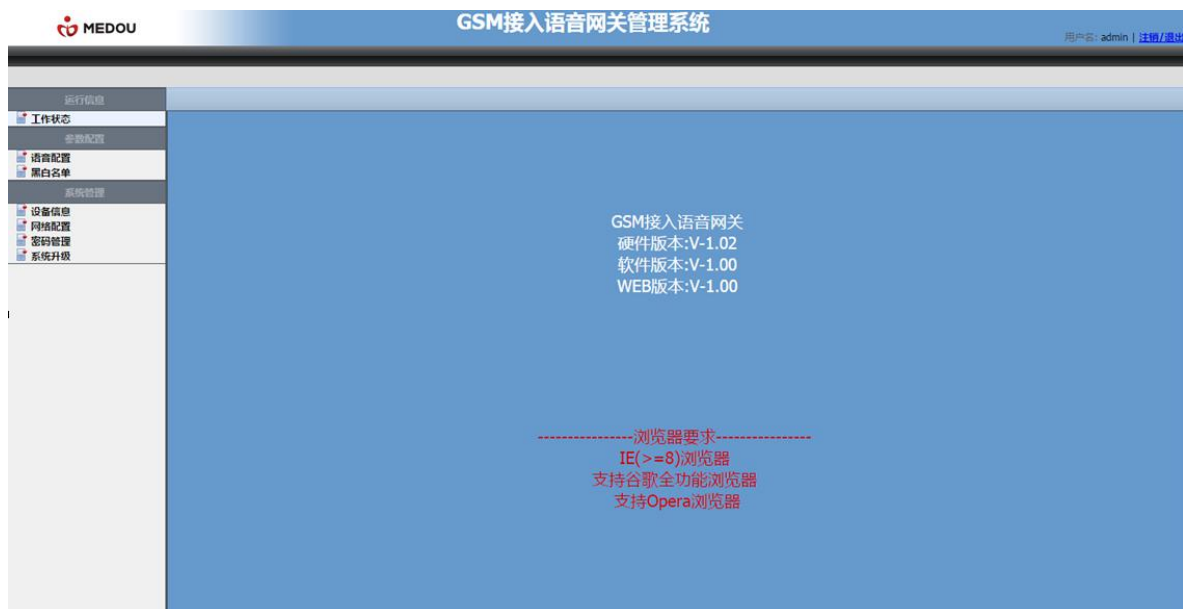 MEDOU
GSM接入语音网关管理系统
用户名: admin | 注销/退出
运行信息
工作状态
参数配置
语音配置
黑白名单
系统管理
设备信息
网络配置
密码管理
系统升级
GSM接入语音网关
硬件版本:V-1.02
软件版本:V-1.00
WEB版本:V-1.00
----------------浏览器要求----------------
IE(>=8)浏览器
支持谷歌全功能浏览器
支持Opera浏览器